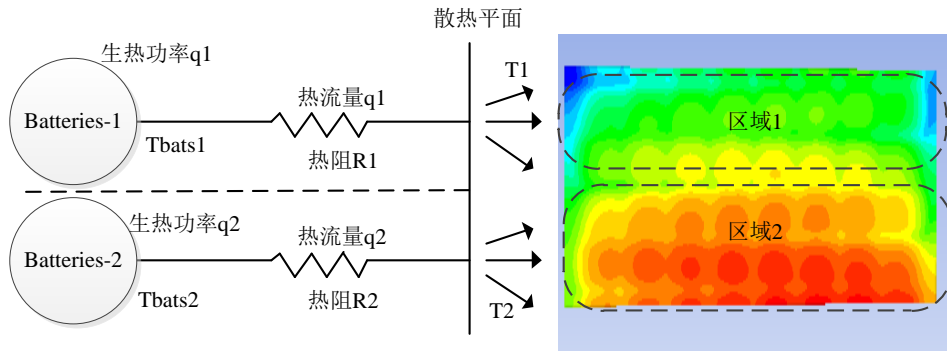 散热平面
生热功率q1
Batteries-1
Tbats1
热流量q1
热阻R1
T1
区域1
生热功率q2
Batteries-2
Tbats2
热流量q2
热阻R2
T2
区域2